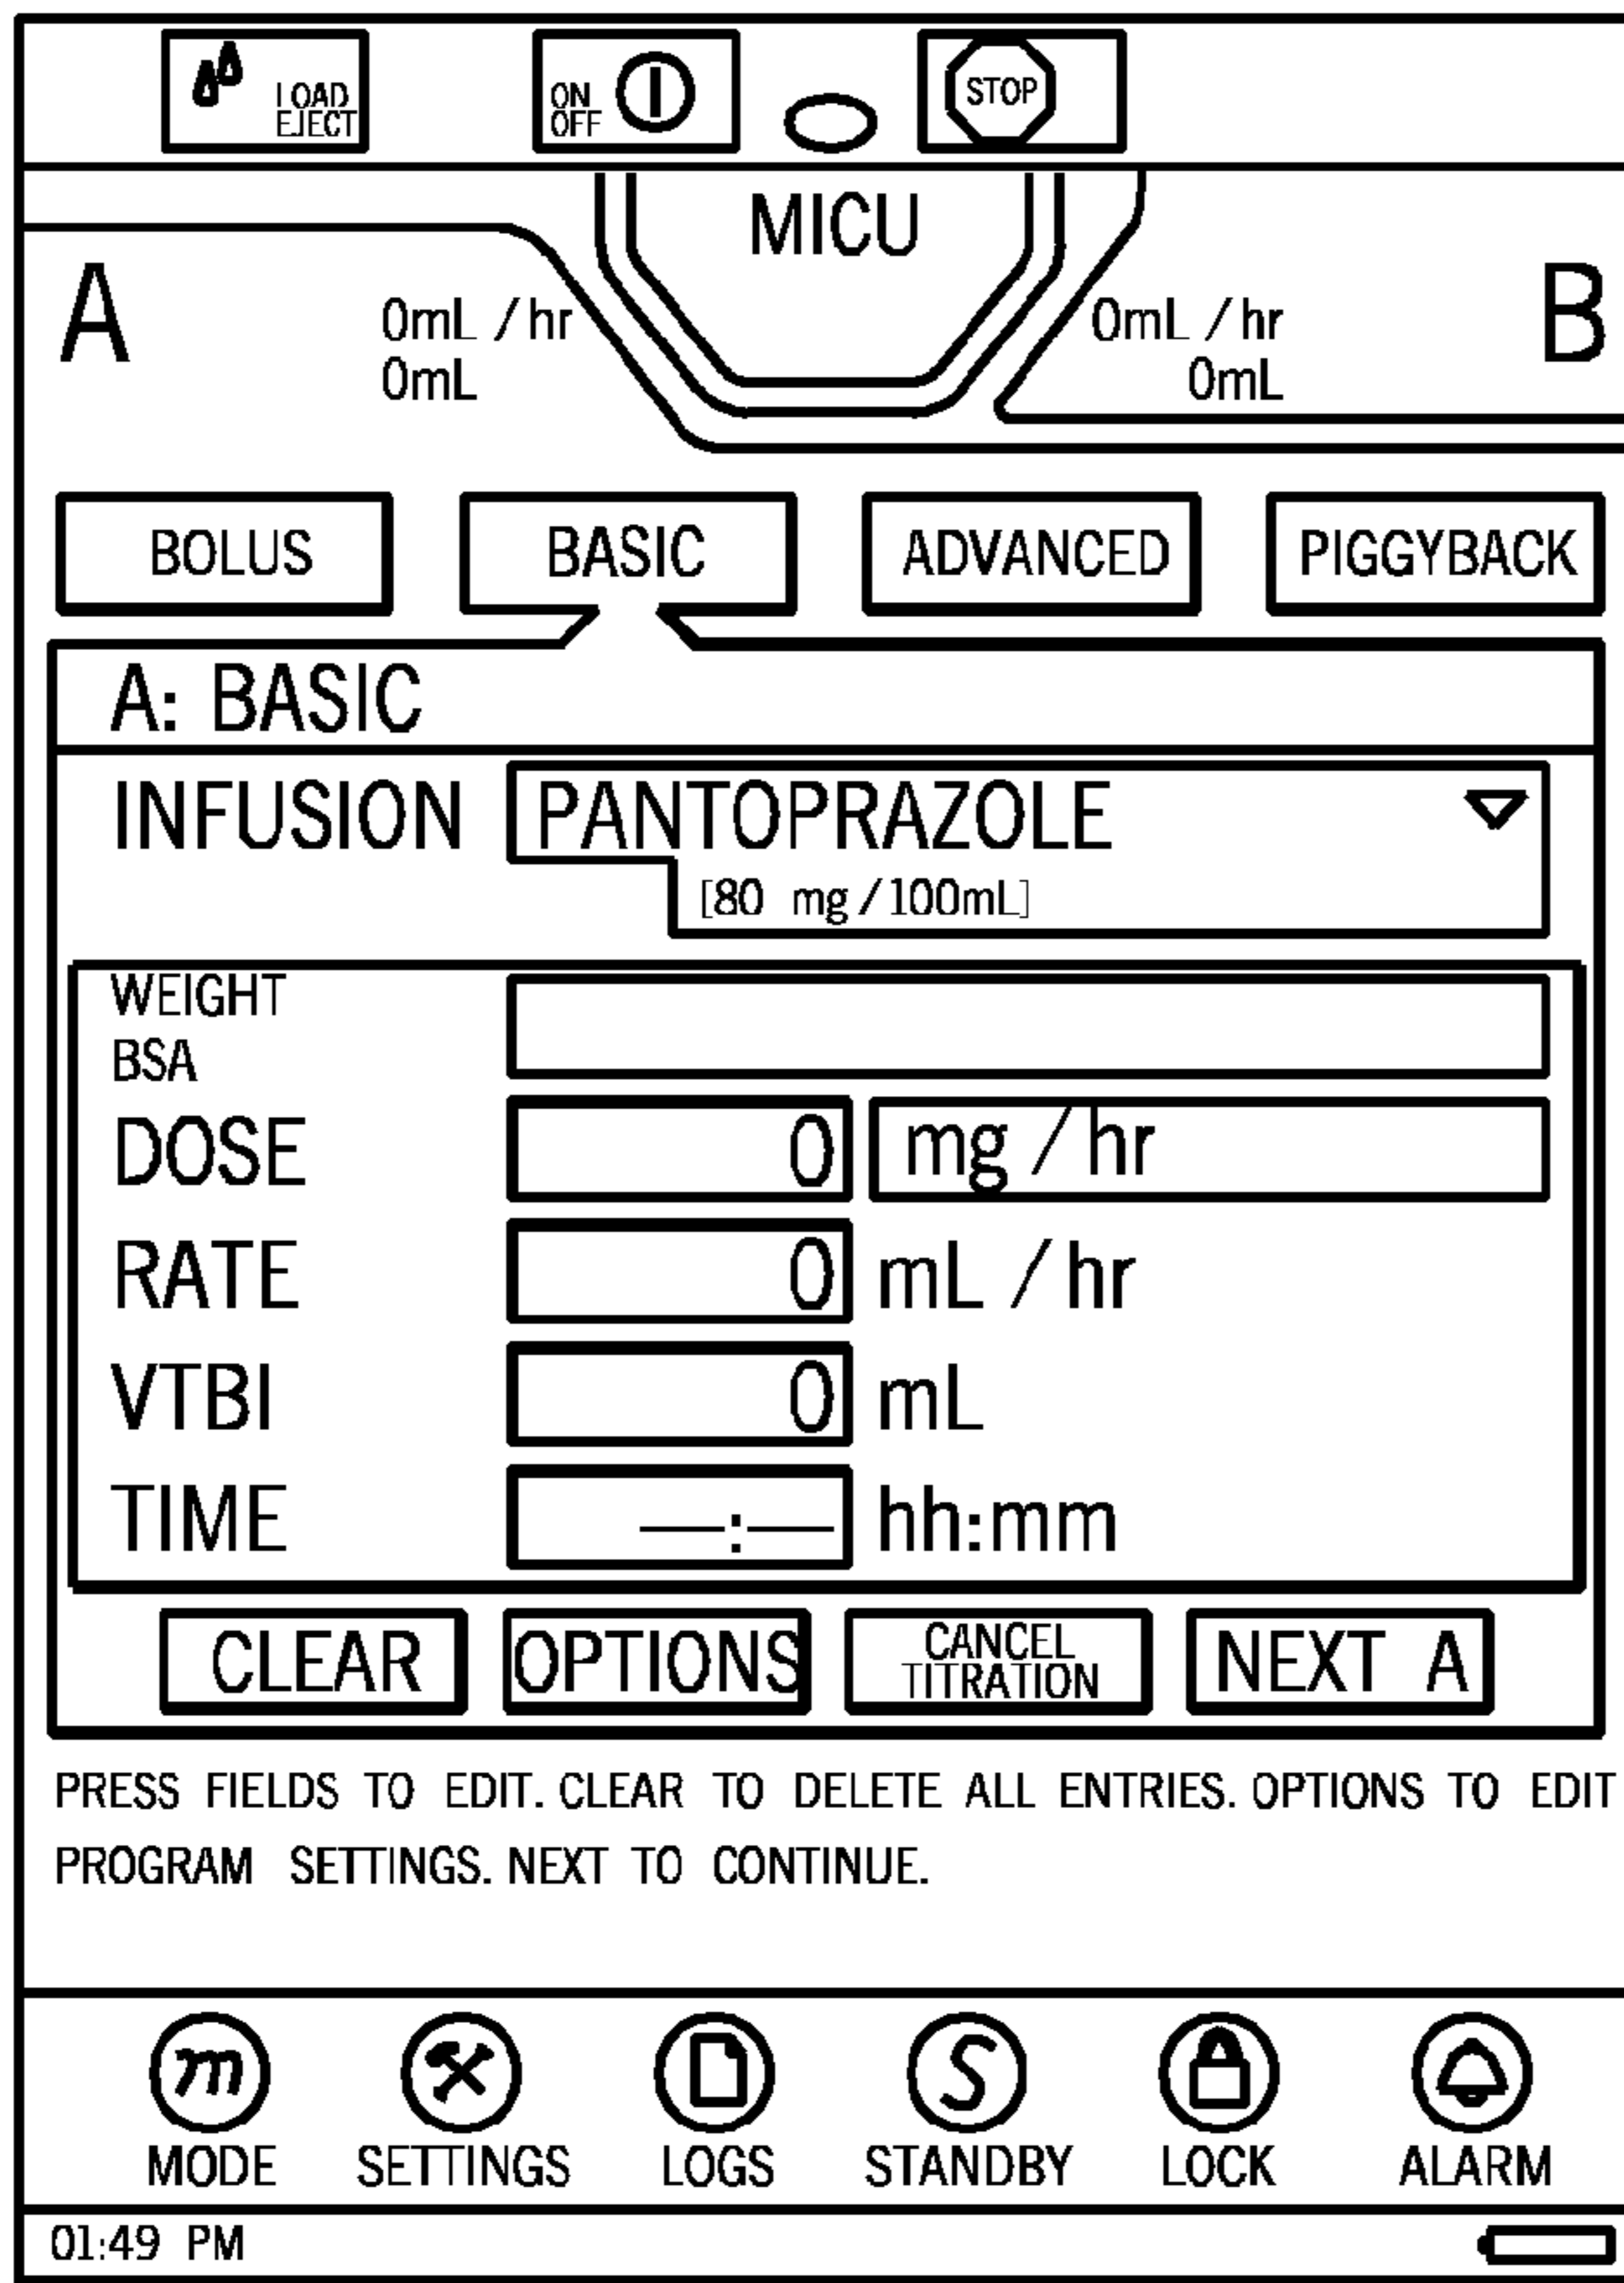 LOAD
EJECT
ON
OFF
STOP
MICU
A
0mL / hr
0mL
0mL / hr
0mL
B
BOLUS
BASIC
ADVANCED
PIGGYBACK
A: BASIC
INFUSION
PANTOPRAZOLE
[80 mg / 100mL]
WEIGHT
BSA
DOSE 0 mg / hr
RATE 0 mL / hr
VTBI 0 mL
TIME —:— hh:mm
CLEAR
OPTIONS
CANCEL
TITRATION
NEXT A
PRESS FIELDS TO EDIT. CLEAR TO DELETE ALL ENTRIES. OPTIONS TO EDIT
PROGRAM SETTINGS. NEXT TO CONTINUE.
m
S
MODE
SETTINGS
LOGS
STANDBY
LOCK
ALARM
01:49 PM